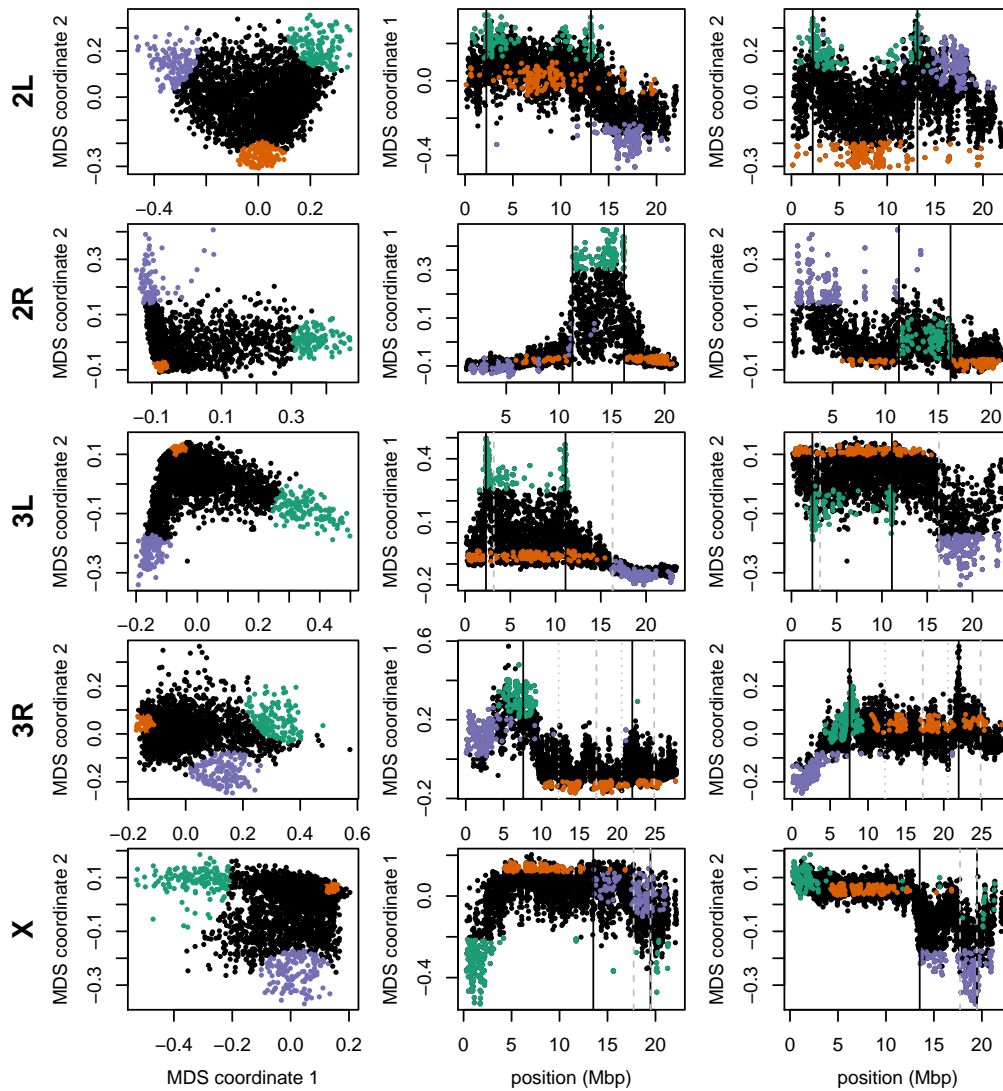 2L
MDS coordinate 2
0.2
0.0
−0.3
−0.4 0.0 0.2
MDS coordinate 1
0.0
−0.4
0 5 10 15 20
MDS coordinate 2
0.2
0.0
−0.3
0 5 10 15 20
2R
MDS coordinate 2
0.3
0.1
−0.1
−0.1 0.1 0.3
MDS coordinate 1
0.3
0.1
−0.1
5 10 15 20
MDS coordinate 2
0.3
0.1
−0.1
5 10 15 20
3L
MDS coordinate 2
0.1
−0.1
−0.3
−0.2 0.0 0.2 0.4
MDS coordinate 1
0.4
0.1
−0.2
0 5 10 15 20
MDS coordinate 2
0.1
−0.1
−0.3
0 5 10 15 20
3R
MDS coordinate 2
0.2
0.0
−0.2
−0.2 0.0 0.2 0.4 0.6
MDS coordinate 1
0.6
0.2
−0.2
0 5 10 15 20 25
MDS coordinate 2
0.2
0.0
−0.2
0 5 10 15 20 25
X
MDS coordinate 2
0.1
−0.1
−0.3
−0.4 −0.2 0.0 0.2
MDS coordinate 1
MDS coordinate 1
0.0
−0.4
0 5 10 15 20
position (Mbp)
MDS coordinate 2
0.1
−0.1
−0.3
0 5 10 15 20
position (Mbp)